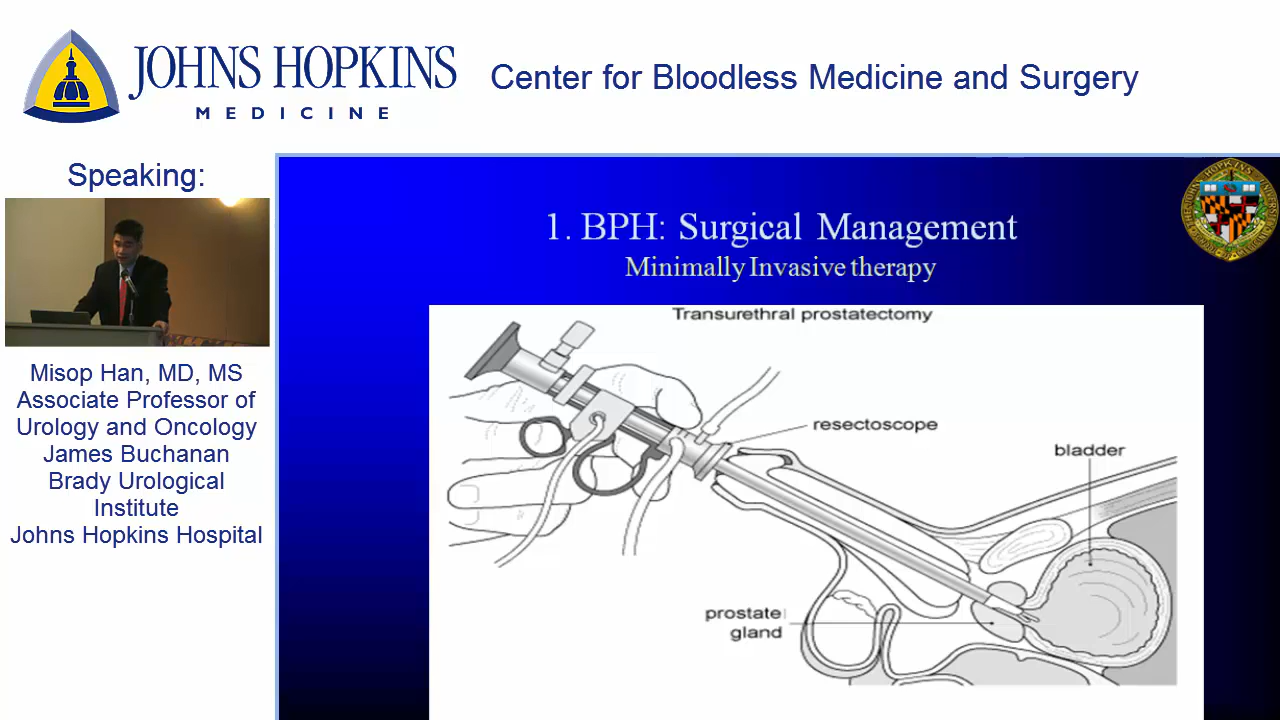 JOHNS HOPKINS
MEDICINE
Center for Bloodless Medicine and Surgery
Speaking:
Misop Han, MD, MS
Associate Professor of
Urology and Oncology
James Buchanan
Brady Urological
Institute
Johns Hopkins Hospital
1. BPH: Surgical Management
Minimally Invasive therapy
Transurethral prostatectomy
resectoscope
bladder
prostate
gland